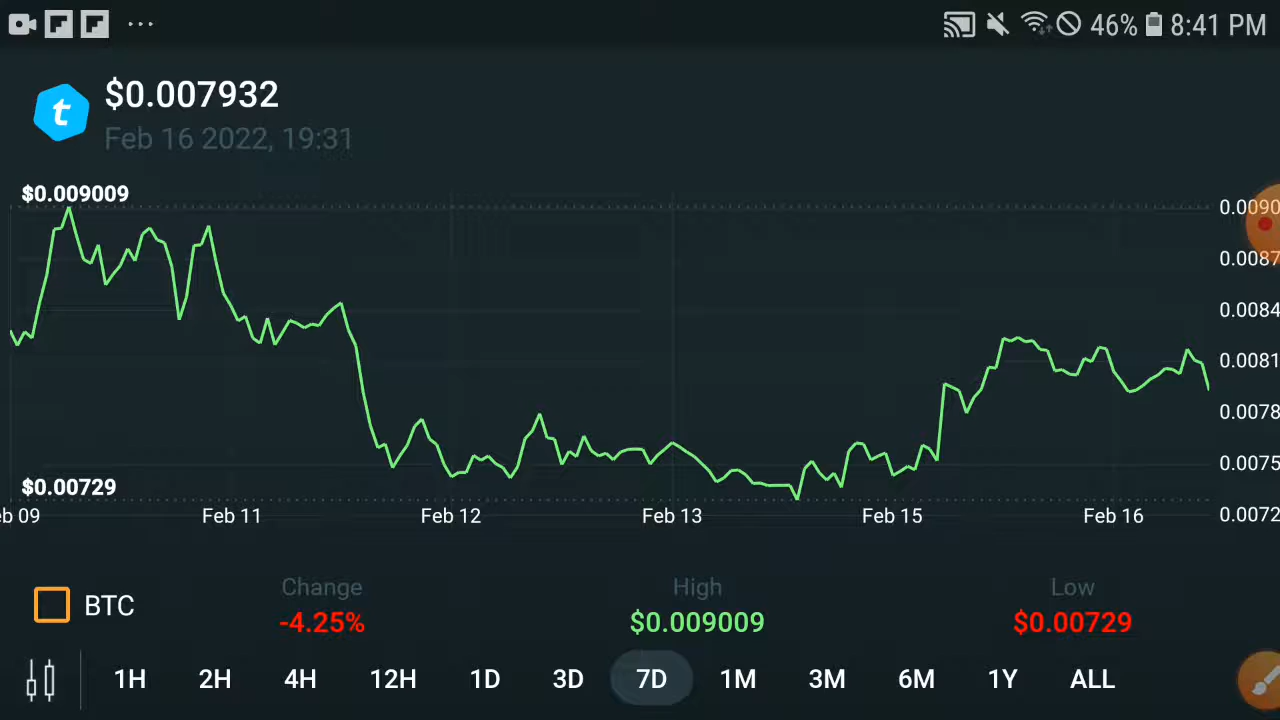 46% 8:41 PM
t
$0.007932
Feb 16 2022, 19:31
$0.009009
0.0090
0.0087
0.0084
0.0081
0.0078
0.0075
0.0072
$0.00729
eb 09 Feb 11 Feb 12 Feb 13 Feb 15 Feb 16
BTC
Change High Low
-4.25% $0.009009 $0.00729
1H 2H 4H 12H 1D 3D 7D 1M 3M 6M 1Y ALL